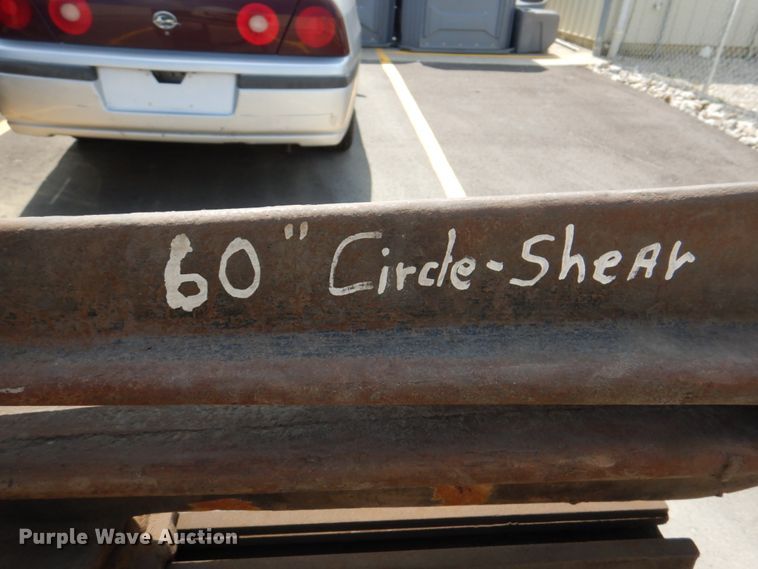 60" Circle-Shear
Purple Wave Auction